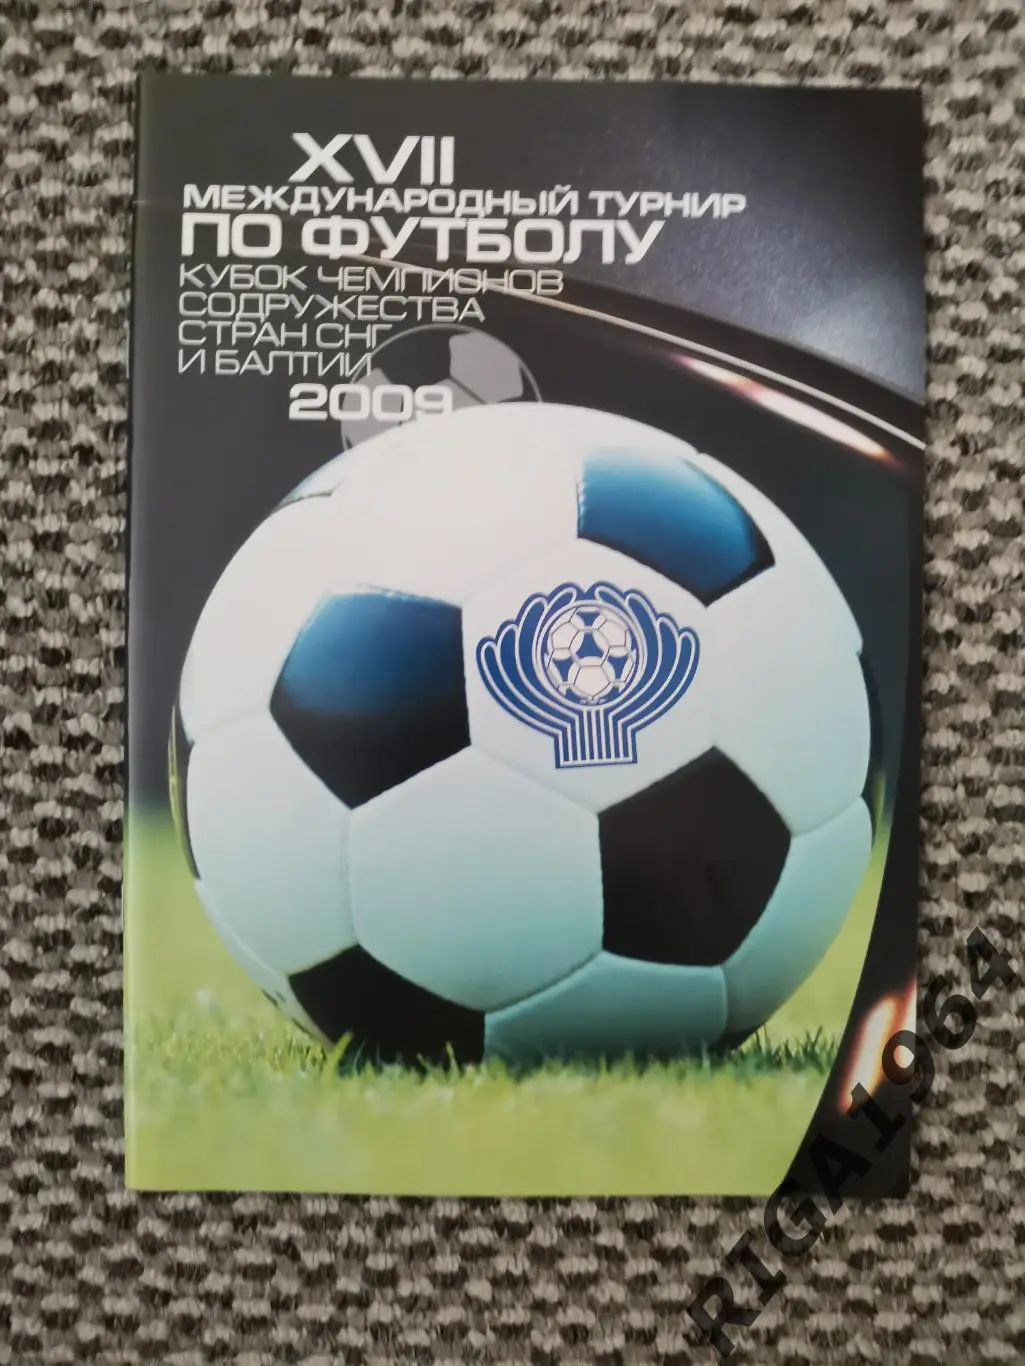 XVII
МЕЖДУНАРОДНЫЙ ТУРНИР
ПО ФУТБОЛУ
КУБОК ЧЕМПИОНОВ
СОДРУЖЕСТВА
СТРАН СНГ
И БАЛТИИ
2009
RIGA1964